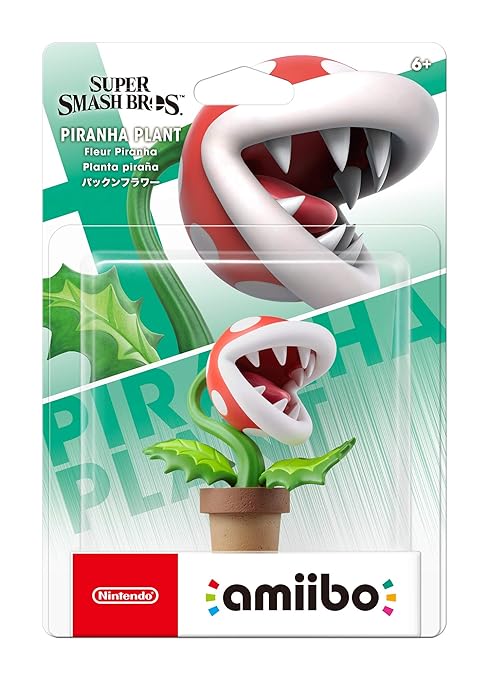 SUPER
SMASH BROS.™
PIRANHA PLANT
Fleur Piranha
Planta piraña
パックンフラワー
6+
PIRANHA
PLANT
Nintendo
amiibo